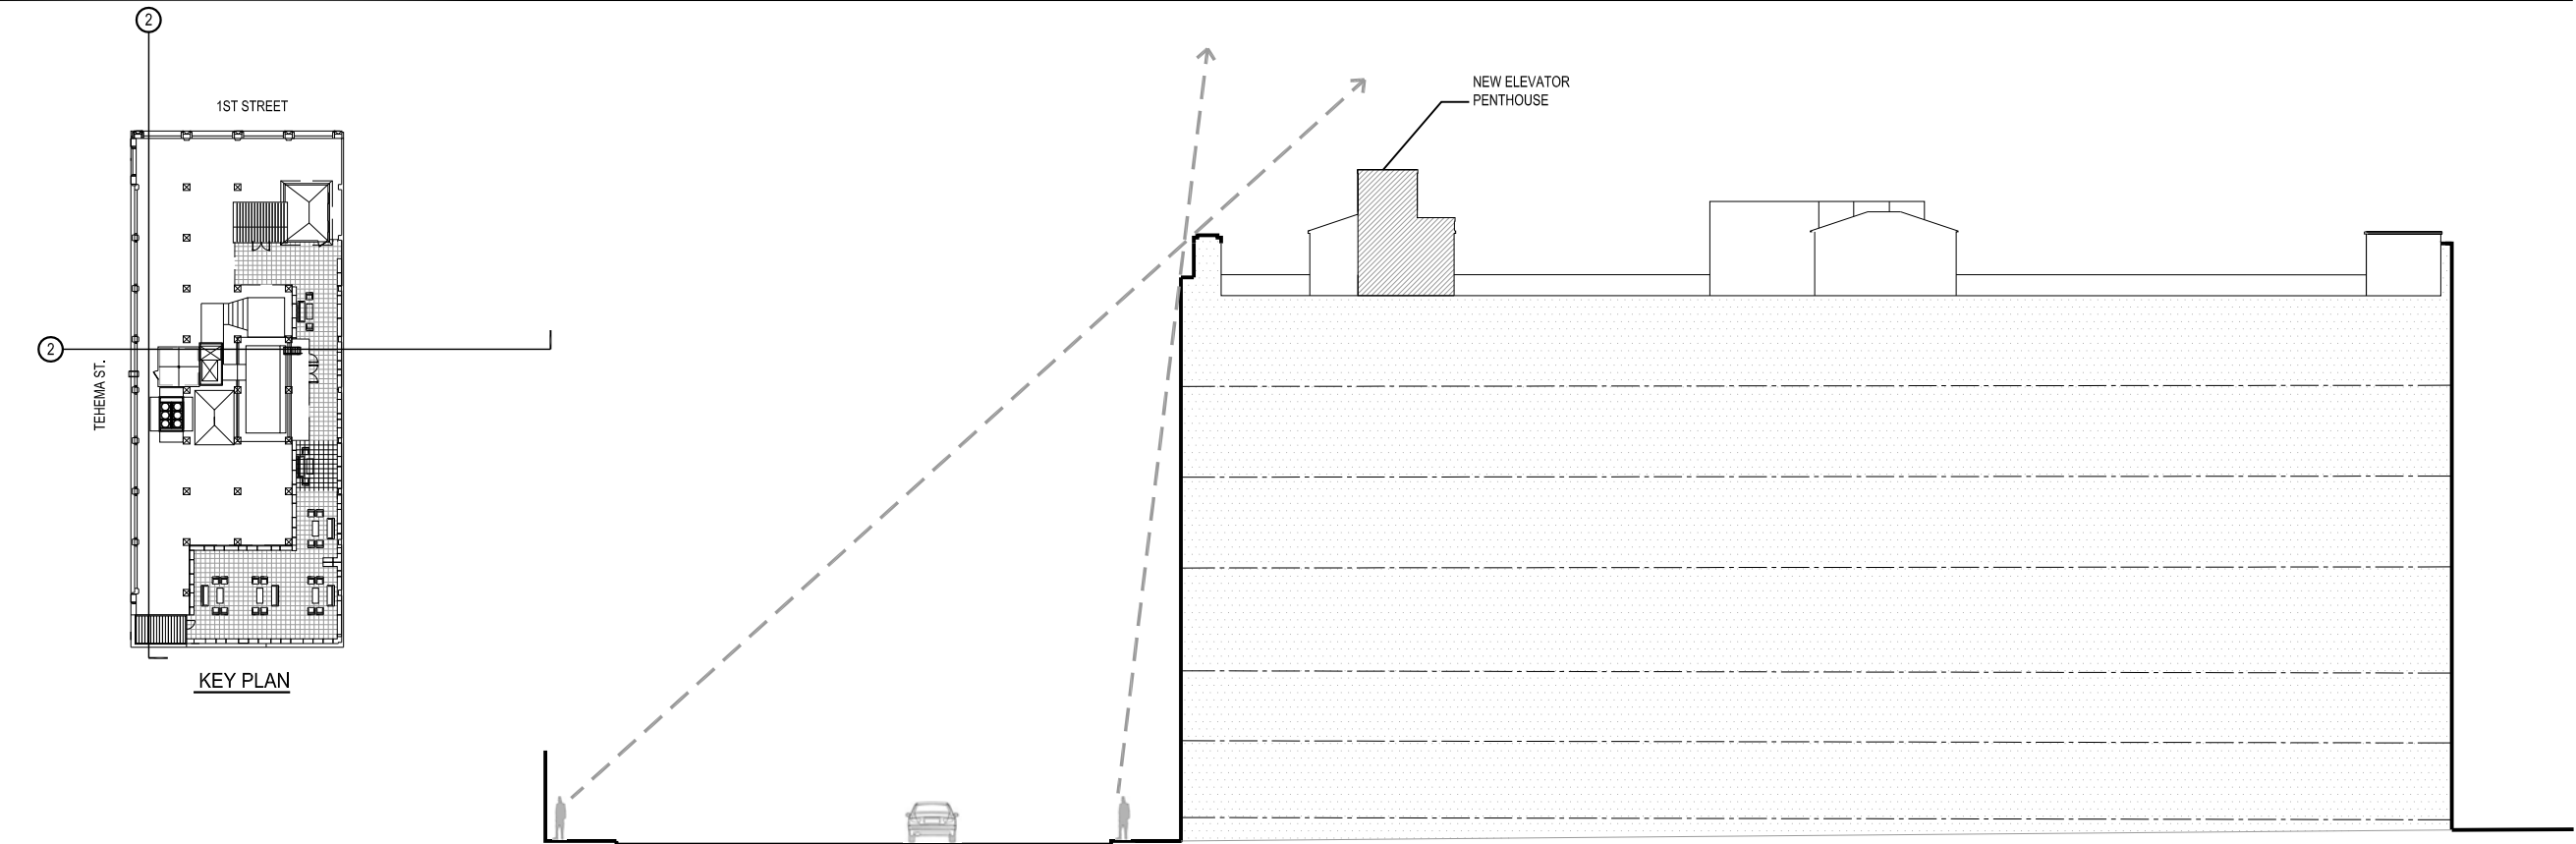 2
1ST STREET
NEW ELEVATOR
PENTHOUSE
2
TEHEMA ST.
KEY PLAN